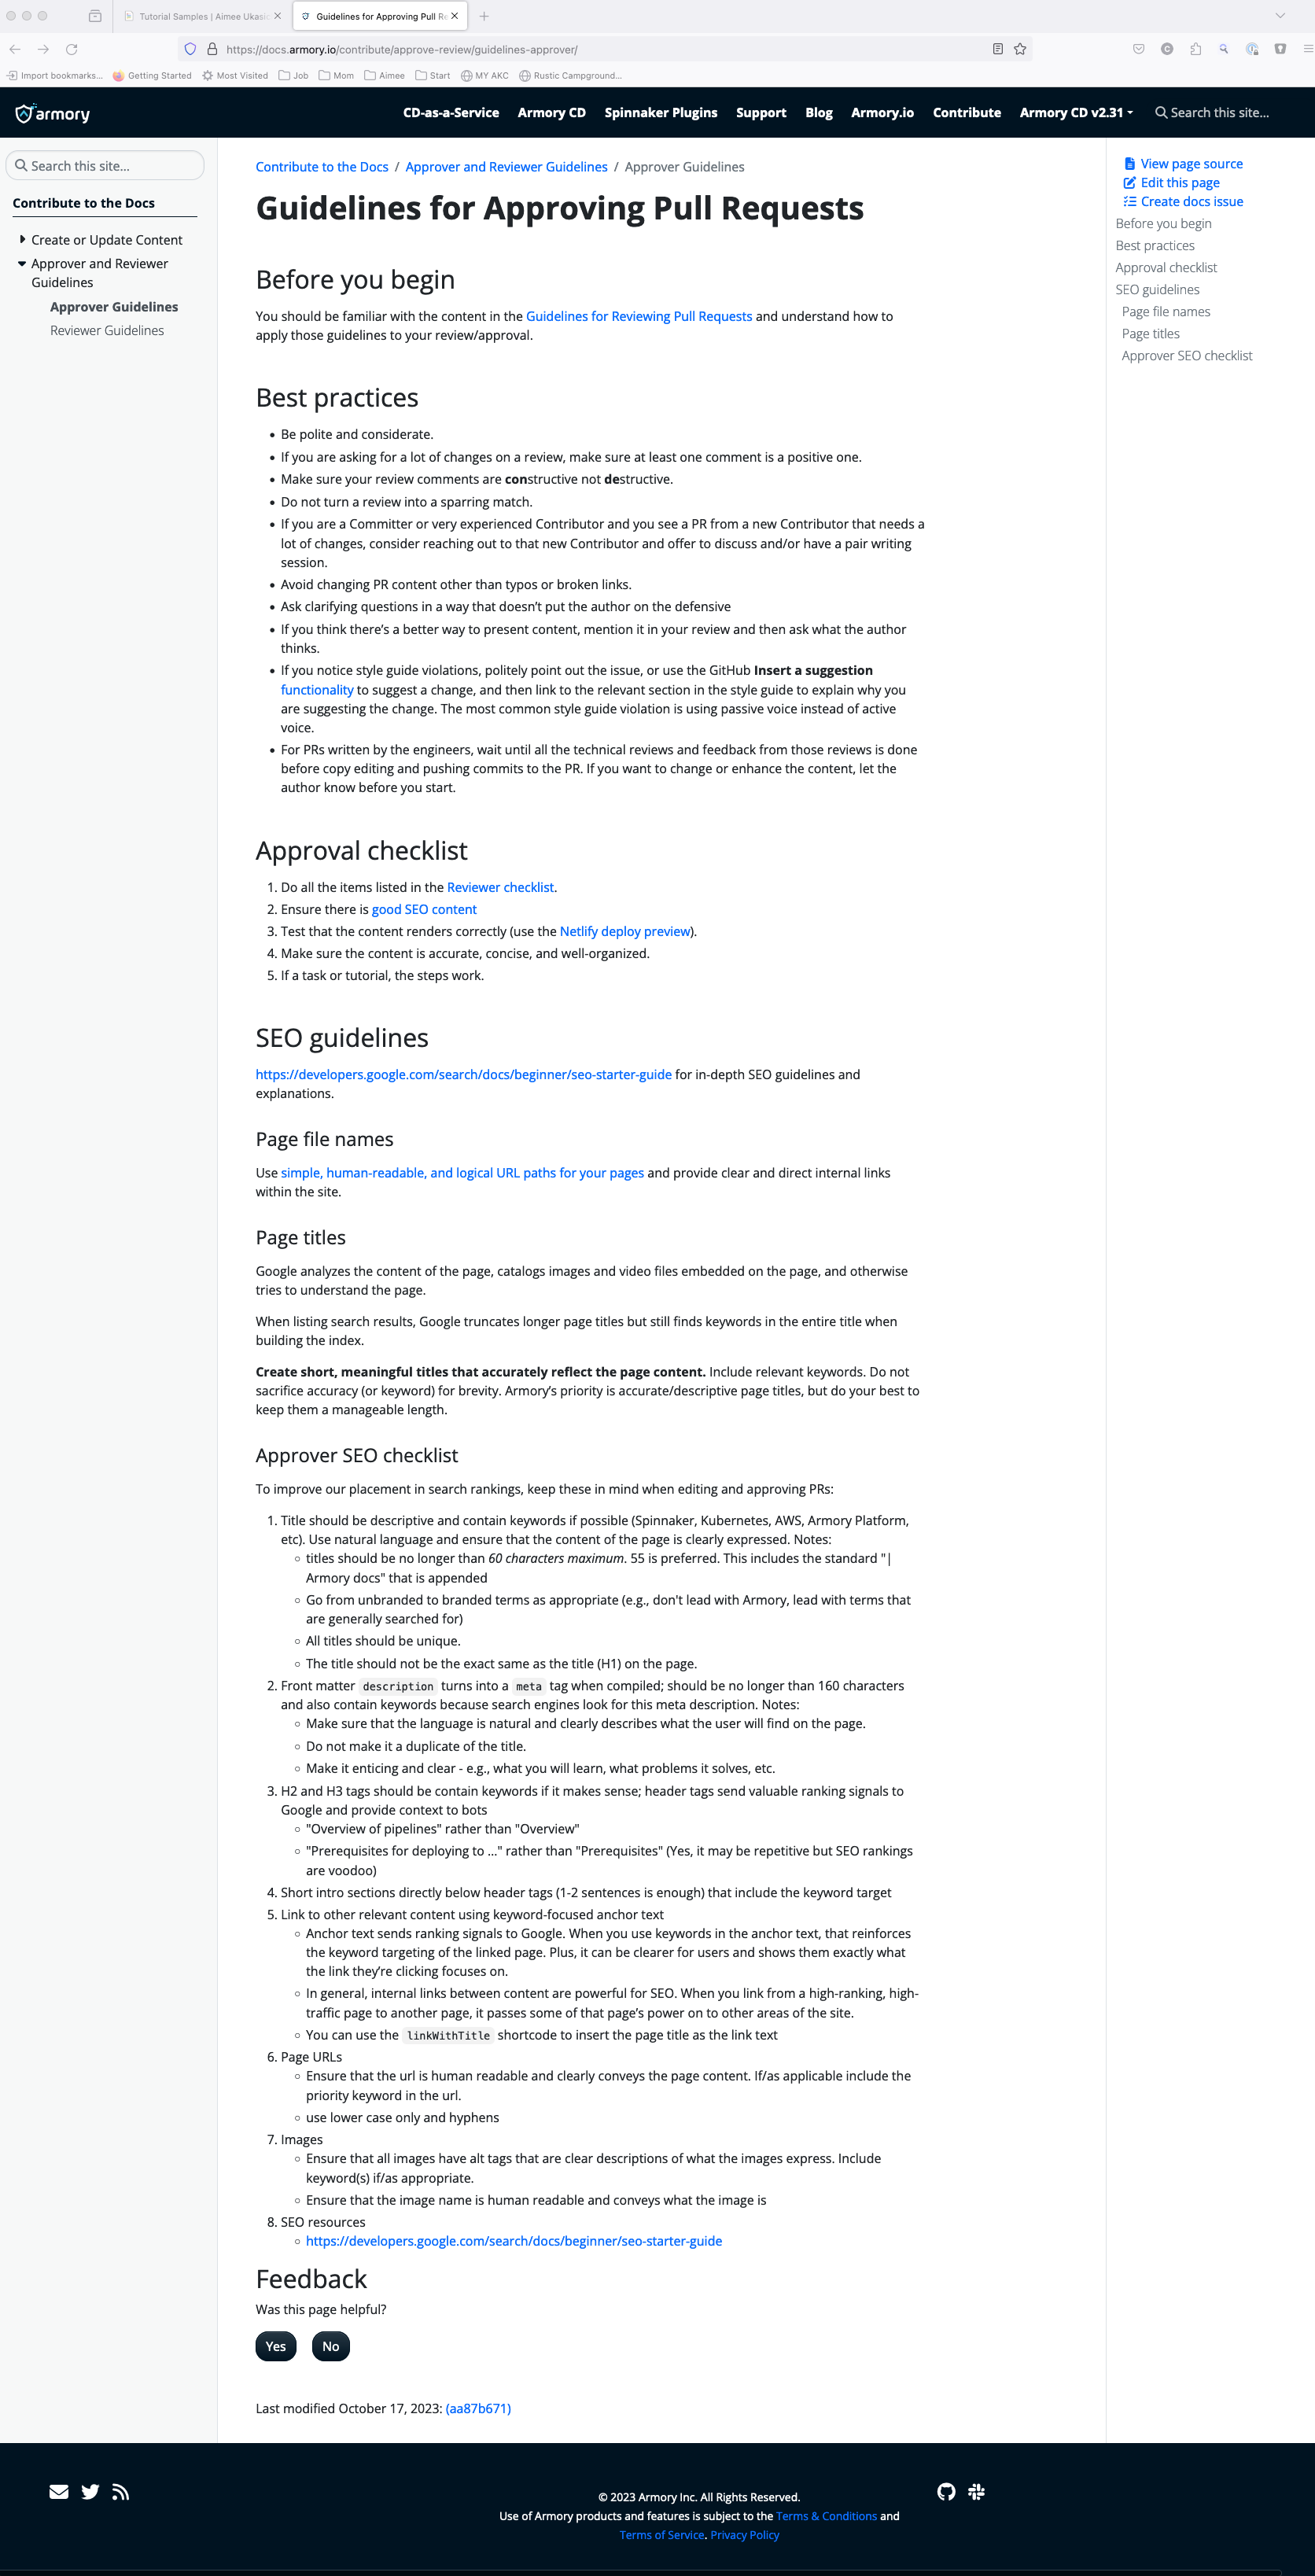 Tutorial Samples | Aimee Ukasic
Guidelines for Approving Pull Re
https://docs.armory.io/contribute/approve-review/guidelines-approver/
Import bookmarks...
Getting Started
Most Visited
Job
Mom
Aimee
Start
MY AKC
Rustic Campground...
armory
CD-as-a-Service
Armory CD
Spinnaker Plugins
Support
Blog
Armory.io
Contribute
Armory CD v2.31
Search this site...
Search this site...
Contribute to the Docs
Create or Update Content
Approver and Reviewer
Guidelines
Approver Guidelines
Reviewer Guidelines
Contribute to the Docs / Approver and Reviewer Guidelines / Approver Guidelines
Guidelines for Approving Pull Requests
Before you begin
You should be familiar with the content in the Guidelines for Reviewing Pull Requests and understand how to
apply those guidelines to your review/approval.
Best practices
• Be polite and considerate.
• If you are asking for a lot of changes on a review, make sure at least one comment is a positive one.
• Make sure your review comments are constructive not destructive.
• Do not turn a review into a sparring match.
• If you are a Committer or very experienced Contributor and you see a PR from a new Contributor that needs a
lot of changes, consider reaching out to that new Contributor and offer to discuss and/or have a pair writing
session.
• Avoid changing PR content other than typos or broken links.
• Ask clarifying questions in a way that doesn't put the author on the defensive
• If you think there's a better way to present content, mention it in your review and then ask what the author
thinks.
• If you notice style guide violations, politely point out the issue, or use the GitHub Insert a suggestion
functionality to suggest a change, and then link to the relevant section in the style guide to explain why you
are suggesting the change. The most common style guide violation is using passive voice instead of active
voice.
• For PRs written by the engineers, wait until all the technical reviews and feedback from those reviews is done
before copy editing and pushing commits to the PR. If you want to change or enhance the content, let the
author know before you start.
Approval checklist
1. Do all the items listed in the Reviewer checklist.
2. Ensure there is good SEO content
3. Test that the content renders correctly (use the Netlify deploy preview).
4. Make sure the content is accurate, concise, and well-organized.
5. If a task or tutorial, the steps work.
SEO guidelines
https://developers.google.com/search/docs/beginner/seo-starter-guide for in-depth SEO guidelines and
explanations.
Page file names
Use simple, human-readable, and logical URL paths for your pages and provide clear and direct internal links
within the site.
Page titles
Google analyzes the content of the page, catalogs images and video files embedded on the page, and otherwise
tries to understand the page.
When listing search results, Google truncates longer page titles but still finds keywords in the entire title when
building the index.
Create short, meaningful titles that accurately reflect the page content. Include relevant keywords. Do not
sacrifice accuracy (or keyword) for brevity. Armory's priority is accurate/descriptive page titles, but do your best to
keep them a manageable length.
Approver SEO checklist
To improve our placement in search rankings, keep these in mind when editing and approving PRs:
1. Title should be descriptive and contain keywords if possible (Spinnaker, Kubernetes, AWS, Armory Platform,
etc). Use natural language and ensure that the content of the page is clearly expressed. Notes:
◦ titles should be no longer than 60 characters maximum. 55 is preferred. This includes the standard "|
Armory docs" that is appended
◦ Go from unbranded to branded terms as appropriate (e.g., don't lead with Armory, lead with terms that
are generally searched for)
◦ All titles should be unique.
◦ The title should not be the exact same as the title (H1) on the page.
2. Front matter description turns into a meta tag when compiled; should be no longer than 160 characters
and also contain keywords because search engines look for this meta description. Notes:
◦ Make sure that the language is natural and clearly describes what the user will find on the page.
◦ Do not make it a duplicate of the title.
◦ Make it enticing and clear - e.g., what you will learn, what problems it solves, etc.
3. H2 and H3 tags should be contain keywords if it makes sense; header tags send valuable ranking signals to
Google and provide context to bots
◦ "Overview of pipelines" rather than "Overview"
◦ "Prerequisites for deploying to ..." rather than "Prerequisites" (Yes, it may be repetitive but SEO rankings
are voodoo)
4. Short intro sections directly below header tags (1-2 sentences is enough) that include the keyword target
5. Link to other relevant content using keyword-focused anchor text
◦ Anchor text sends ranking signals to Google. When you use keywords in the anchor text, that reinforces
the keyword targeting of the linked page. Plus, it can be clearer for users and shows them exactly what
the link they're clicking focuses on.
◦ In general, internal links between content are powerful for SEO. When you link from a high-ranking, high-
traffic page to another page, it passes some of that page's power on to other areas of the site.
◦ You can use the linkWithTitle shortcode to insert the page title as the link text
6. Page URLs
◦ Ensure that the url is human readable and clearly conveys the page content. If/as applicable include the
priority keyword in the url.
◦ use lower case only and hyphens
7. Images
◦ Ensure that all images have alt tags that are clear descriptions of what the images express. Include
keyword(s) if/as appropriate.
◦ Ensure that the image name is human readable and conveys what the image is
8. SEO resources
◦ https://developers.google.com/search/docs/beginner/seo-starter-guide
Feedback
Was this page helpful?
Yes
No
Last modified October 17, 2023: (aa87b671)
View page source
Edit this page
Create docs issue
Before you begin
Best practices
Approval checklist
SEO guidelines
Page file names
Page titles
Approver SEO checklist
© 2023 Armory Inc. All Rights Reserved.
Use of Armory products and features is subject to the Terms & Conditions and
Terms of Service. Privacy Policy